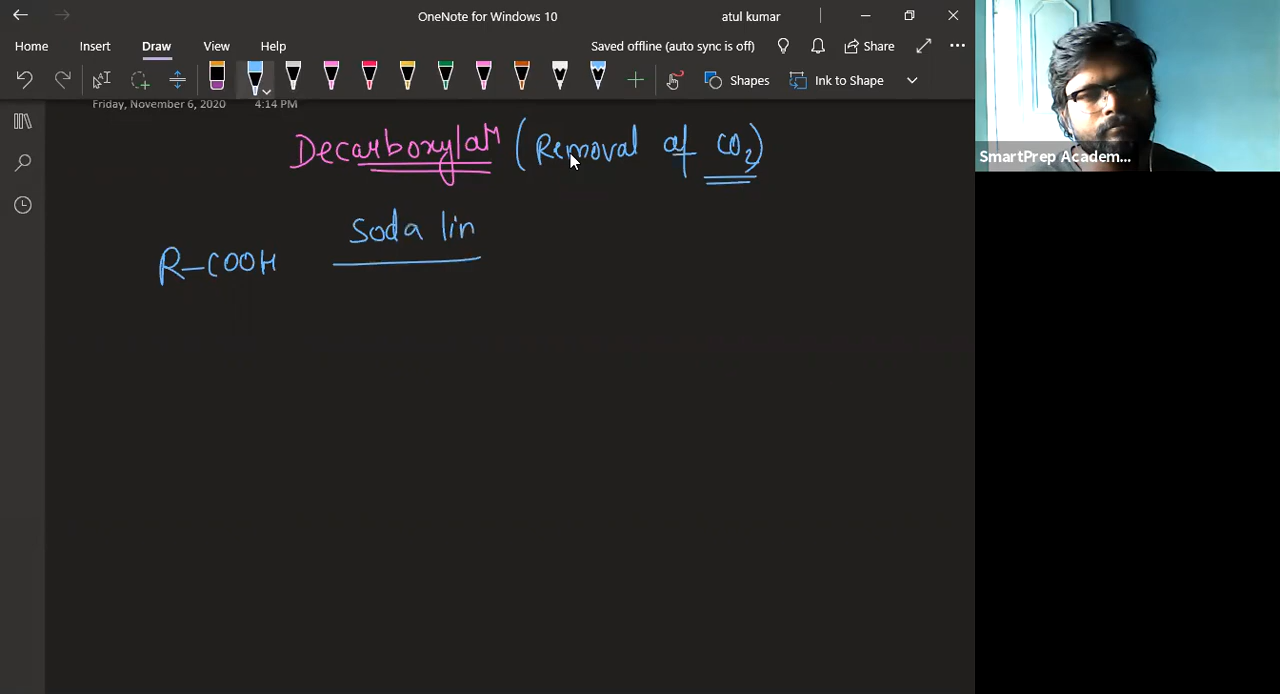 OneNote for Windows 10
atul kumar
Home Insert Draw View Help
Saved offline (auto sync is off)
Share
Shapes
Ink to Shape
Friday, November 6, 2020 4:14 PM
Decarboxylatⁿ (Removal of CO₂)
Soda lin
R-COOH
SmartPrep Academ...